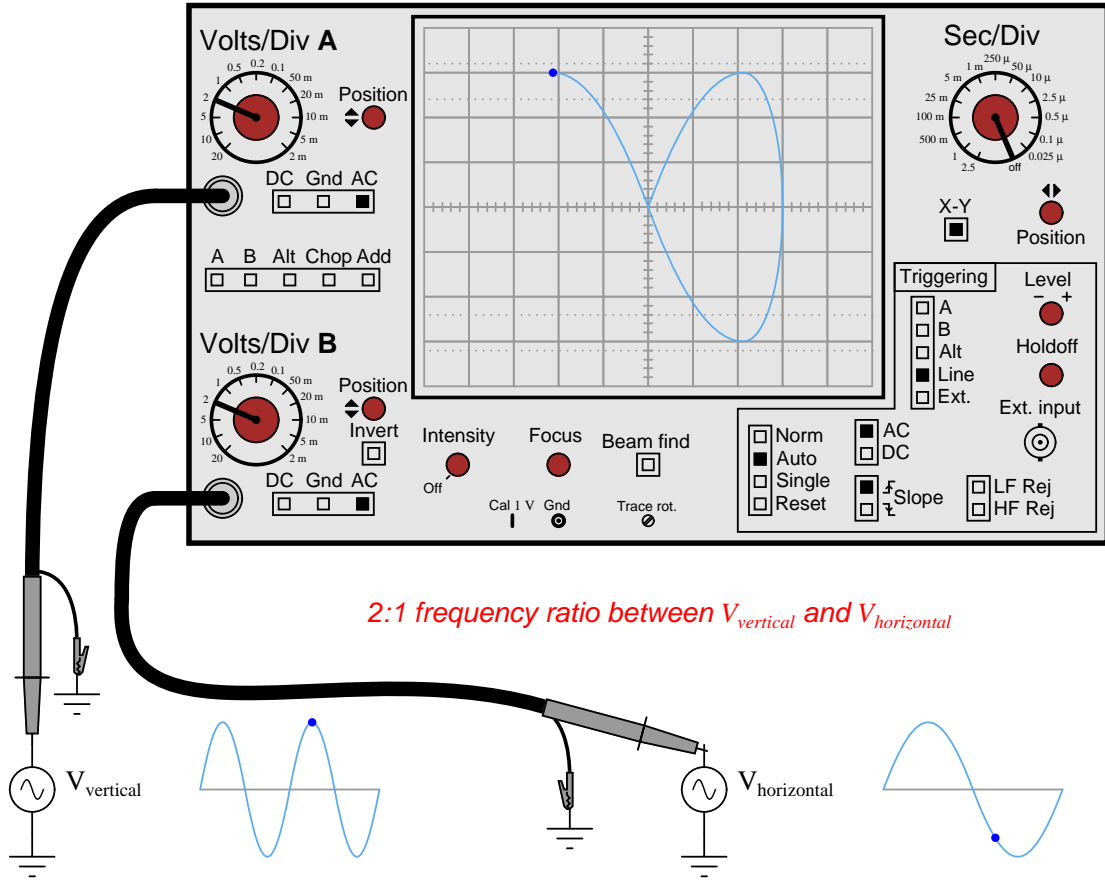 Volts/Div A
0.5 0.2 0.1
1 50 m
2 20 m
5 10 m
10 5 m
20 2 m
Position
DC Gnd AC
A B Alt Chop Add
Volts/Div B
0.5 0.2 0.1
1 50 m
2 20 m
5 10 m
10 5 m
20 2 m
Position
Invert
DC Gnd AC
Intensity
Off
Focus
Beam find
Cal 1 V Gnd Trace rot.
Sec/Div
250 µ
1 m 50 µ
5 m 10 µ
25 m 2.5 µ
100 m 0.5 µ
500 m 0.1 µ
1 0.025 µ
2.5 off
X-Y
Position
Triggering
A
B
Alt
Line
Ext.
Level
− +
Holdoff
Ext. input
Norm
Auto
Single
Reset
AC
DC
Slope
LF Rej
HF Rej
2:1 frequency ratio between Vvertical and Vhorizontal
Vvertical
Vhorizontal